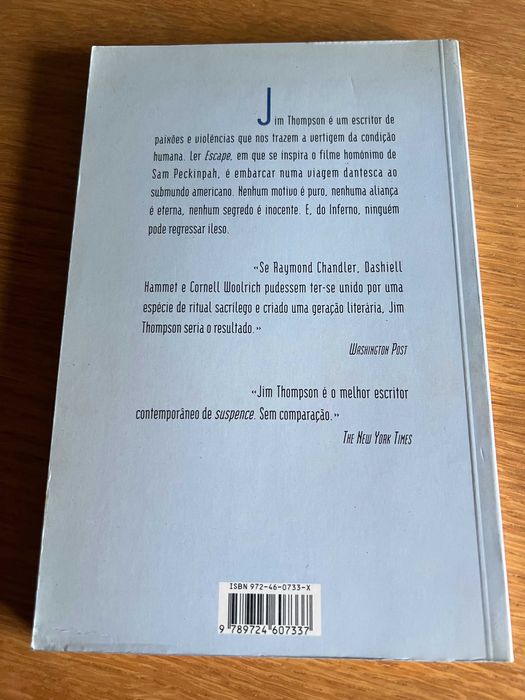 Jim Thompson é um escritor de
paixões e violências que nos trazem a vertigem da condição
humana. Ler Escape, em que se inspira o filme homónimo de
Sam Peckinpah, é embarcar numa viagem dantesca ao
submundo americano. Nenhum motivo é puro, nenhuma aliança
é eterna, nenhum segredo é inocente. E, do Inferno, ninguém
pode regressar ileso.
«Se Raymond Chandler, Dashiell
Hammet e Cornell Woolrich pudessem ter-se unido por uma
espécie de ritual sacrílego e criado uma geração literária, Jim
Thompson seria o resultado.»
WASHINGTON POST
«Jim Thompson é o melhor escritor
contemporâneo de suspence. Sem comparação.»
THE NEW YORK TIMES
ISBN 972-46-0733-X
9 789724 607337